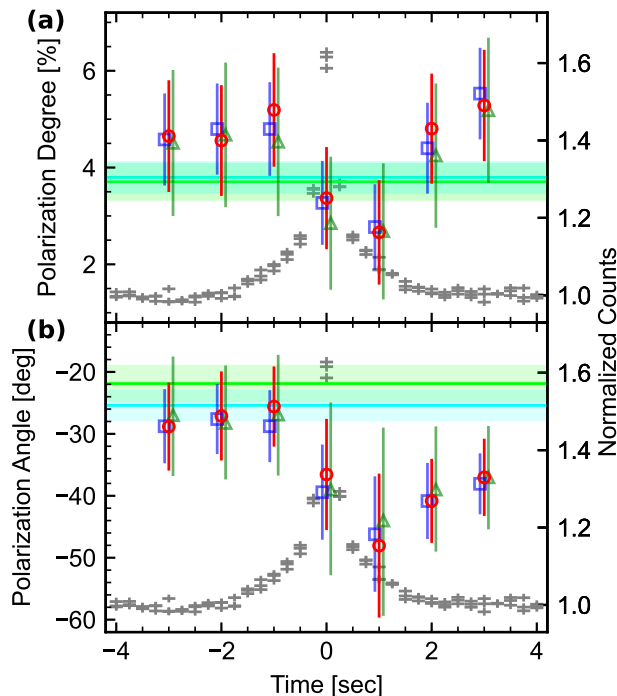 (a)
Polarization Degree [%]
6
4
2
1.6
1.4
1.2
1.0
Normalized Counts
(b)
Polarization Angle [deg]
−20
−30
−40
−50
−60
1.6
1.4
1.2
1.0
−4 −2 0 2 4
Time [sec]